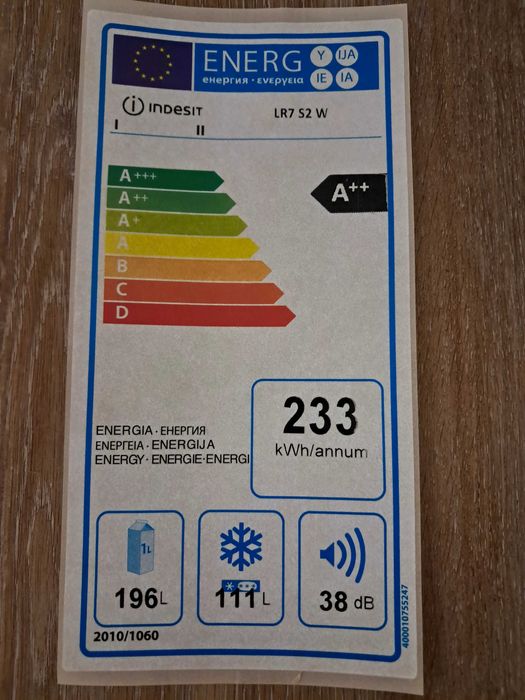 ENERG Y IJA
енергия · ενεργεια IE IA
i INDESIT LR7 S2 W
I II
A+++
A++
A++
A+
A
B
C
D
233
kWh/annum
ENERGIA · ЕНЕРГИЯ
ΕΝΕΡΓΕΙΑ · ENERGIJA
ENERGY · ENERGIE · ENERGI
1L
196L
111L
38 dB
2010/1060
400010755247